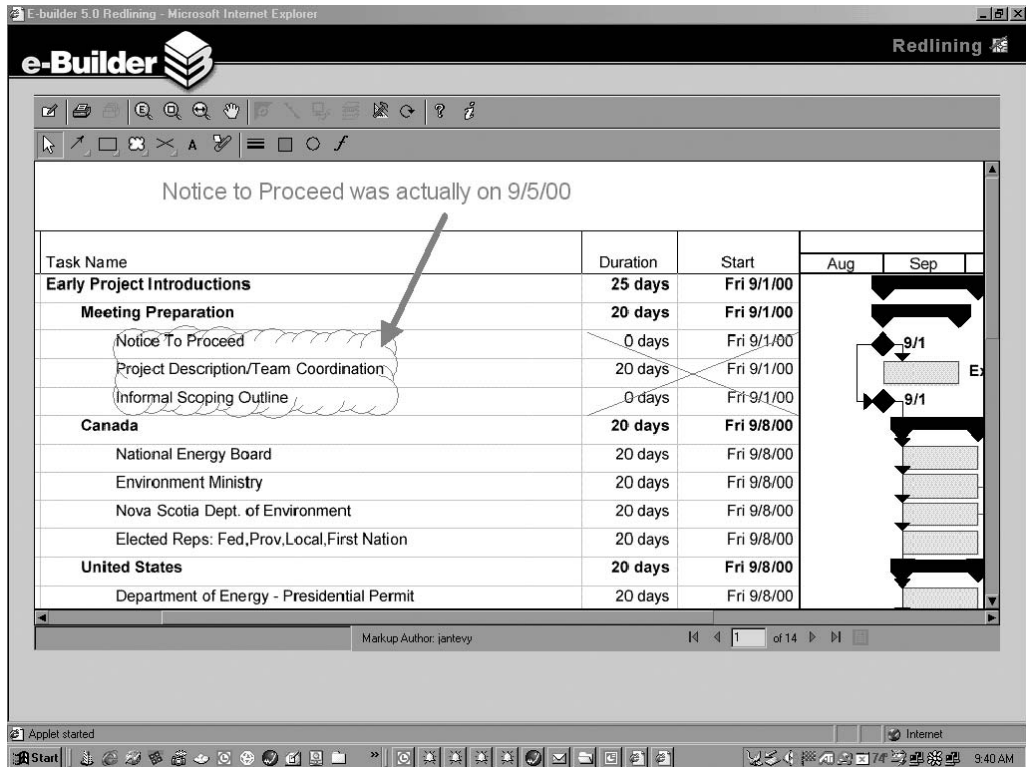 E-builder 5.0 Redlining - Microsoft Internet Explorer
e-Builder
Redlining
Notice to Proceed was actually on 9/5/00
Task Name Duration Start Aug Sep
Early Project Introductions 25 days Fri 9/1/00
Meeting Preparation 20 days Fri 9/1/00
Notice To Proceed 0 days Fri 9/1/00 9/1
Project Description/Team Coordination 20 days Fri 9/1/00
Informal Scoping Outline 0 days Fri 9/1/00 9/1
Canada 20 days Fri 9/8/00
National Energy Board 20 days Fri 9/8/00
Environment Ministry 20 days Fri 9/8/00
Nova Scotia Dept. of Environment 20 days Fri 9/8/00
Elected Reps: Fed,Prov,Local,First Nation 20 days Fri 9/8/00
United States 20 days Fri 9/8/00
Department of Energy - Presidential Permit 20 days Fri 9/8/00
Markup Author: jantevy 1 of 14
Applet started Internet
Start 9:40 AM